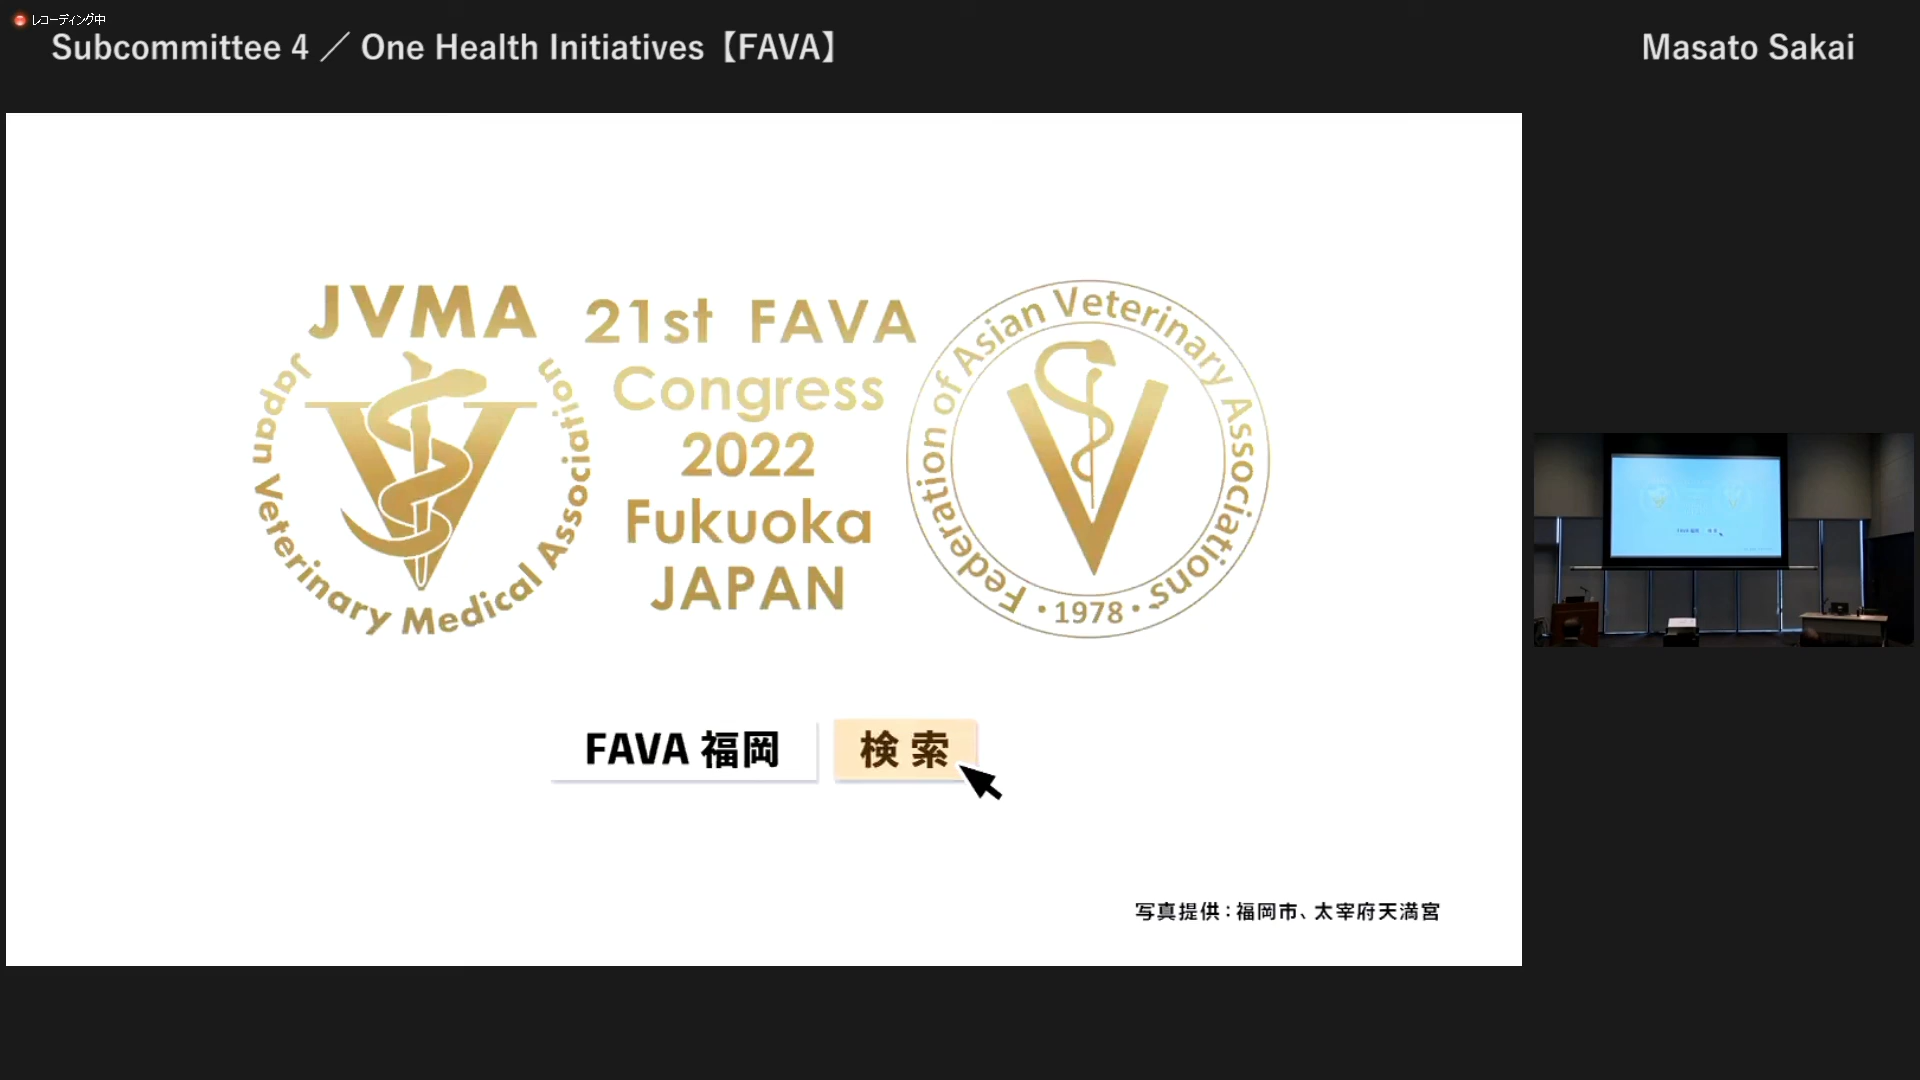 レコーディング中
Subcommittee 4 ／ One Health Initiatives【FAVA】
Masato Sakai
JVMA
Japan Veterinary Medical Association
21st FAVA
Congress
2022
Fukuoka
JAPAN
Federation of Asian Veterinary Associations
・1978・
FAVA 福岡
検 索
写真提供：福岡市、太宰府天満宮